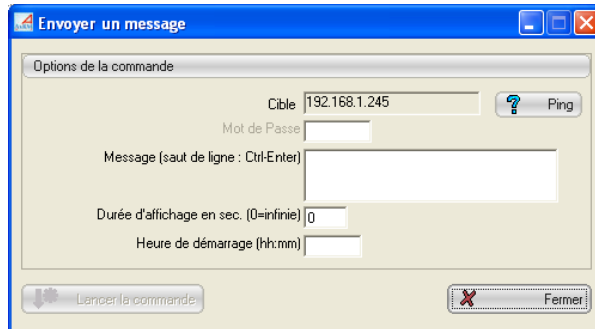 Envoyer un message
Options de la commande
Cible 192.168.1.245 Ping
Mot de Passe
Message (saut de ligne : Ctrl-Enter)
Durée d'affichage en sec. (0=infinie) 0
Heure de démarrage (hh:mm)
Lancer la commande Fermer